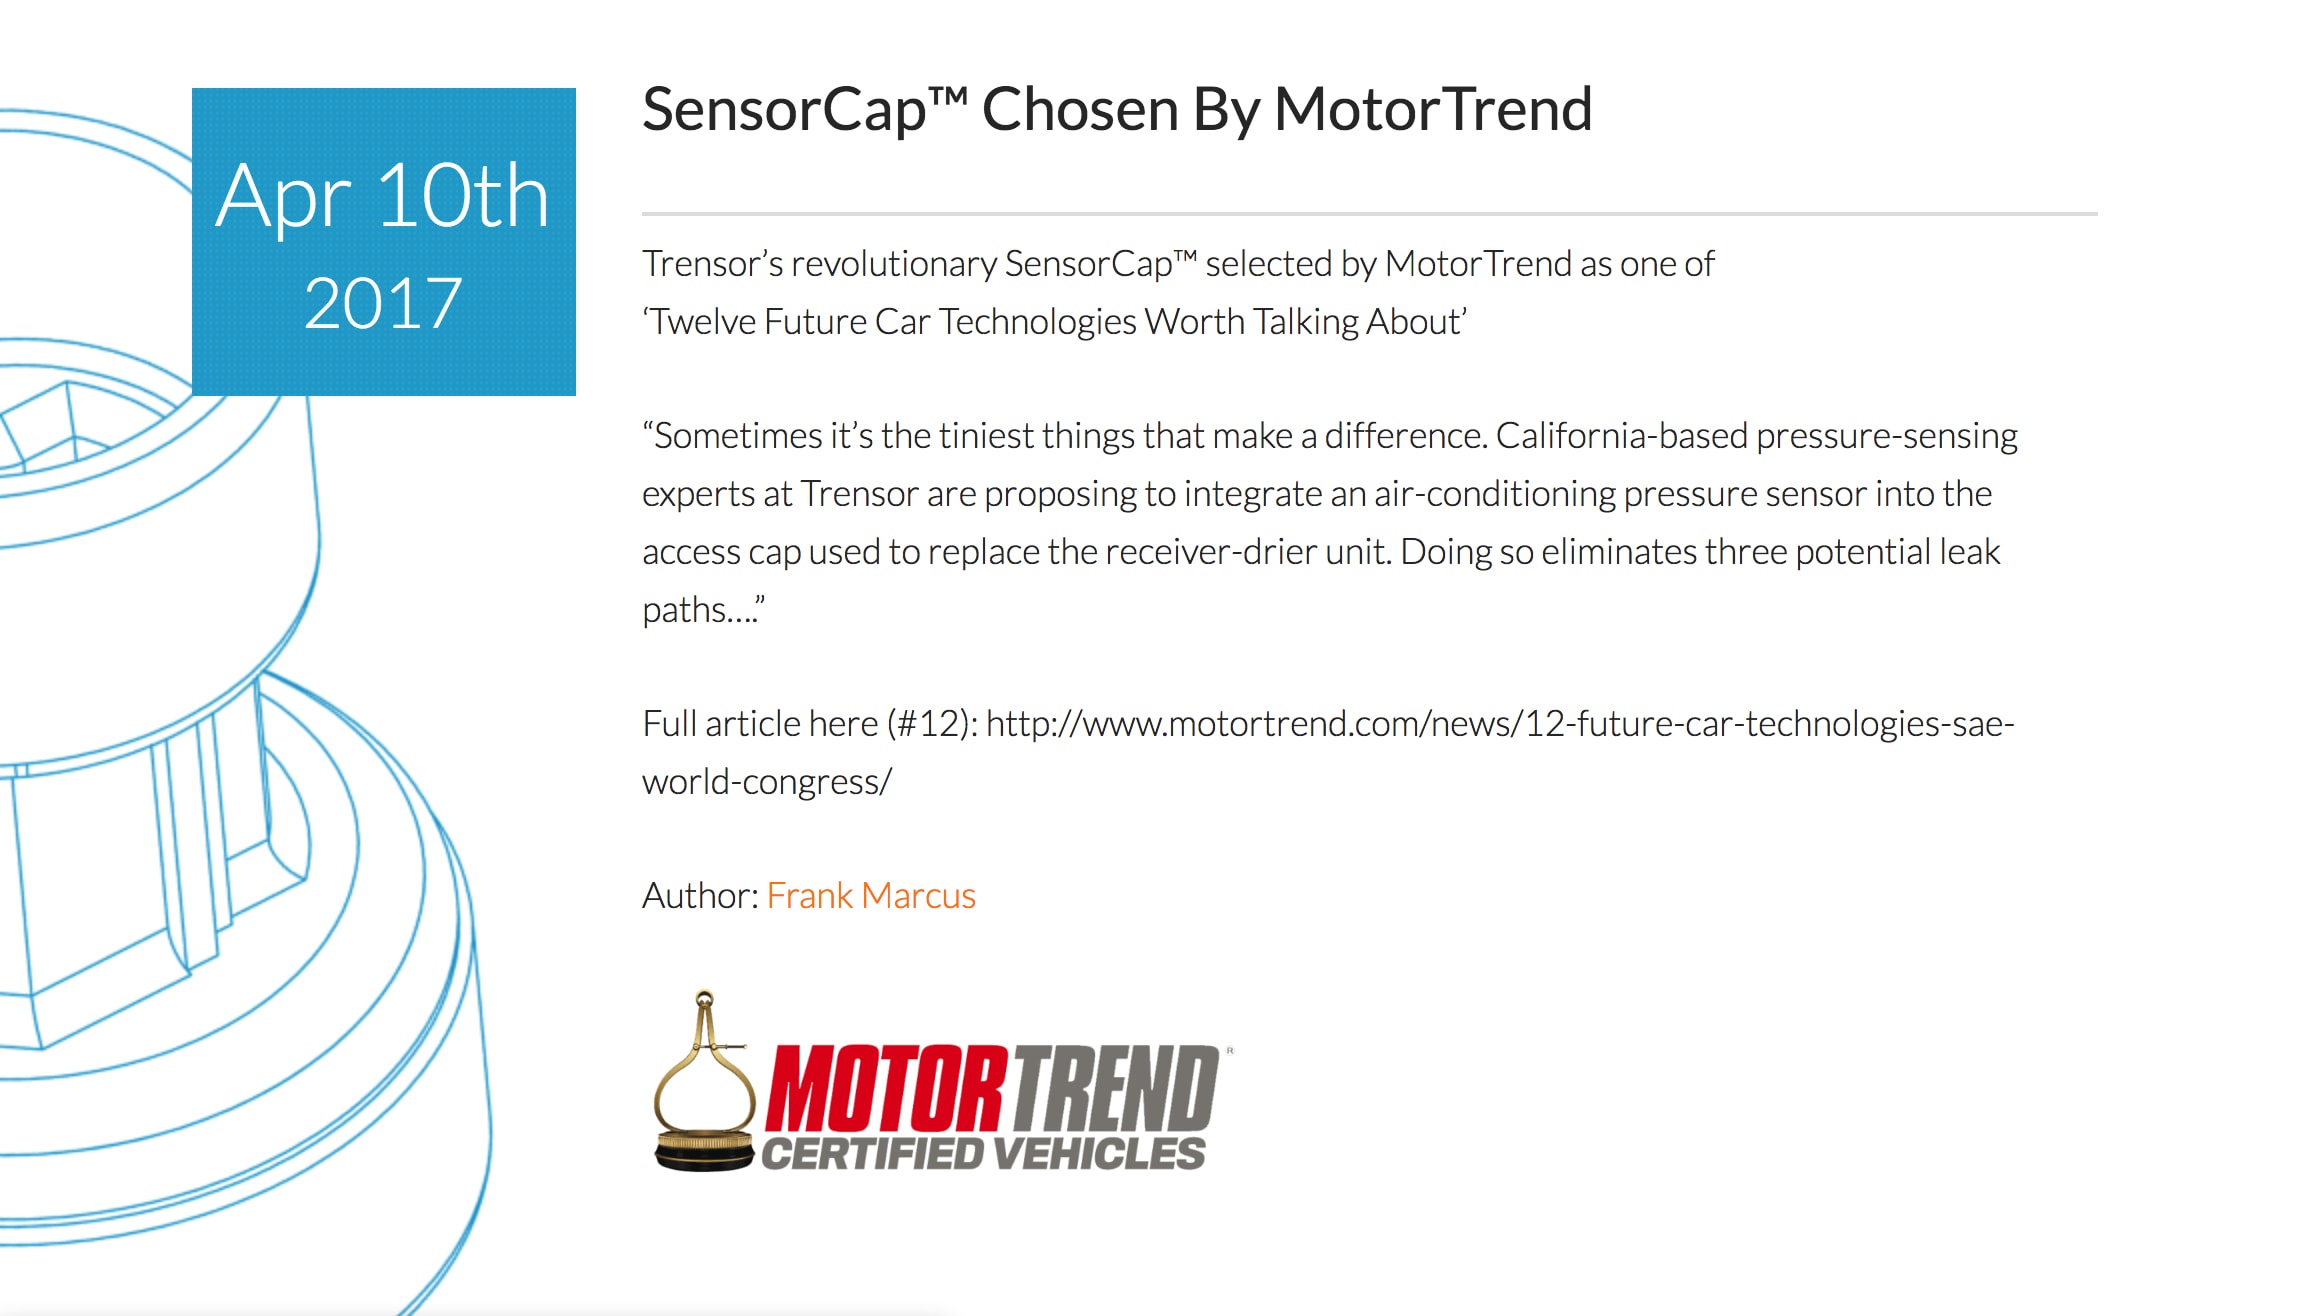 Apr 10th
2017
SensorCap™ Chosen By MotorTrend
Trensor’s revolutionary SensorCap™ selected by MotorTrend as one of
‘Twelve Future Car Technologies Worth Talking About’
“Sometimes it’s the tiniest things that make a difference. California-based pressure-sensing
experts at Trensor are proposing to integrate an air-conditioning pressure sensor into the
access cap used to replace the receiver-drier unit. Doing so eliminates three potential leak
paths….”
Full article here (#12): http://www.motortrend.com/news/12-future-car-technologies-sae-
world-congress/
Author: Frank Marcus
MOTOR TREND®
CERTIFIED VEHICLES